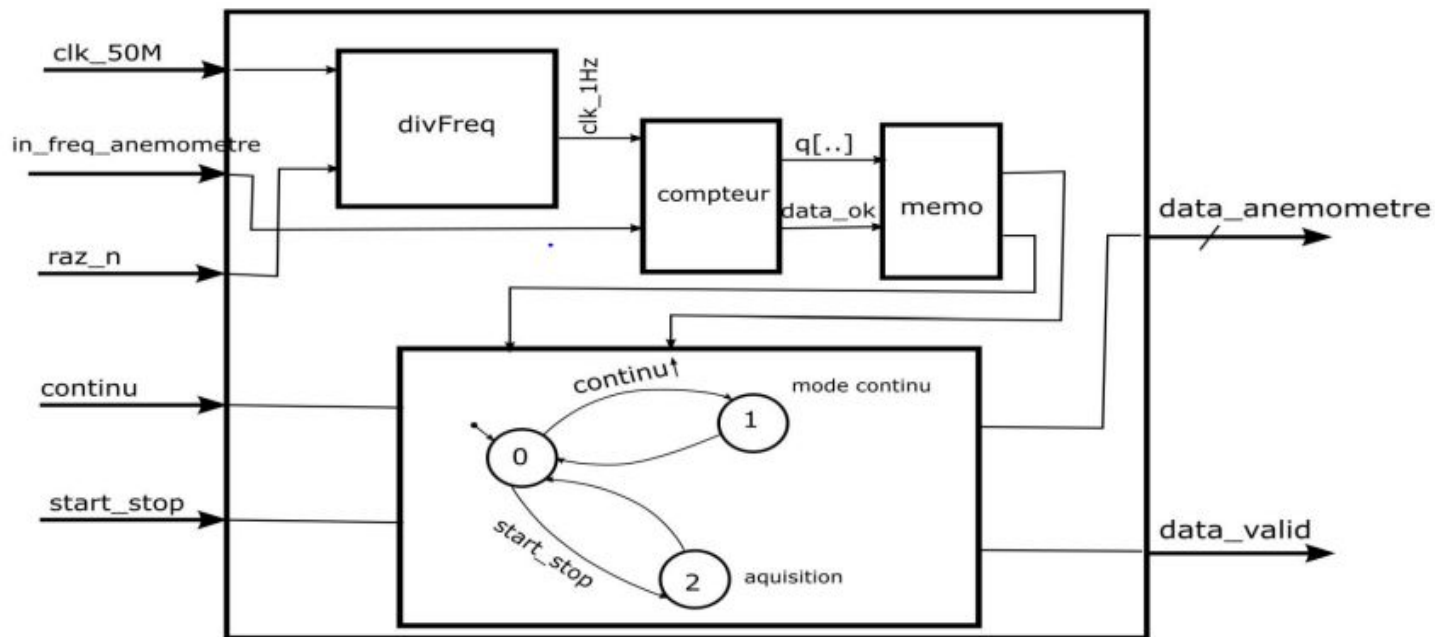 clk_50M
in_freq_anemometre
raz_n
continu
start_stop
divFreq
clk_1Hz
compteur
q[..]
data_ok
memo
data_anemometre
data_valid
continu↑
mode continu
0
1
start_stop
2
aquisition